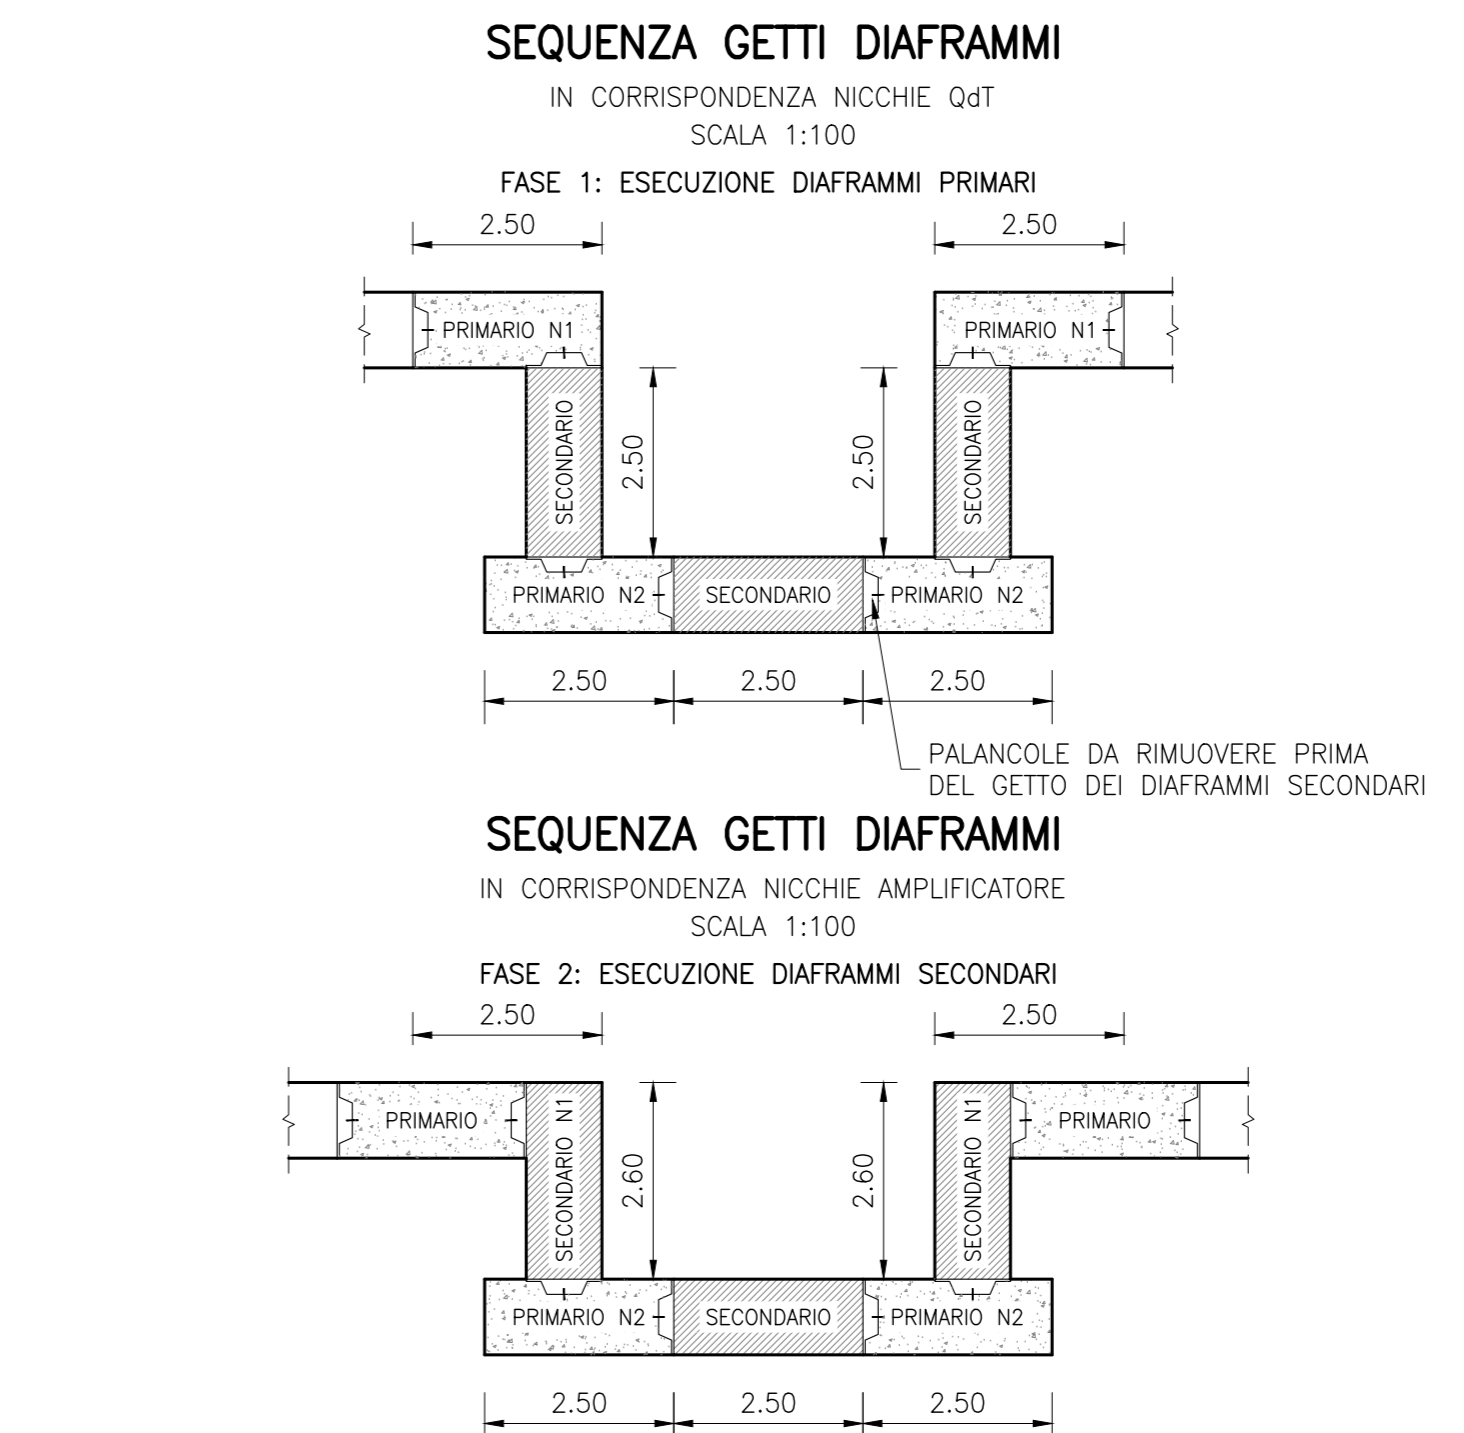 SEQUENZA GETTI DIAFRAMMI
IN CORRISPONDENZA NICCHIE QdT
SCALA 1:100
FASE 1: ESECUZIONE DIAFRAMMI PRIMARI
2.50 2.50
PRIMARIO N1 PRIMARIO N1
SECONDARIO 2.50 2.50 SECONDARIO
PRIMARIO N2 SECONDARIO PRIMARIO N2
2.50 2.50 2.50
PALANCOLE DA RIMUOVERE PRIMA
DEL GETTO DEI DIAFRAMMI SECONDARI
SEQUENZA GETTI DIAFRAMMI
IN CORRISPONDENZA NICCHIE AMPLIFICATORE
SCALA 1:100
FASE 2: ESECUZIONE DIAFRAMMI SECONDARI
2.50 2.50
PRIMARIO PRIMARIO
SECONDARIO N1 2.60 2.60 SECONDARIO N1
PRIMARIO N2 SECONDARIO PRIMARIO N2
2.50 2.50 2.50